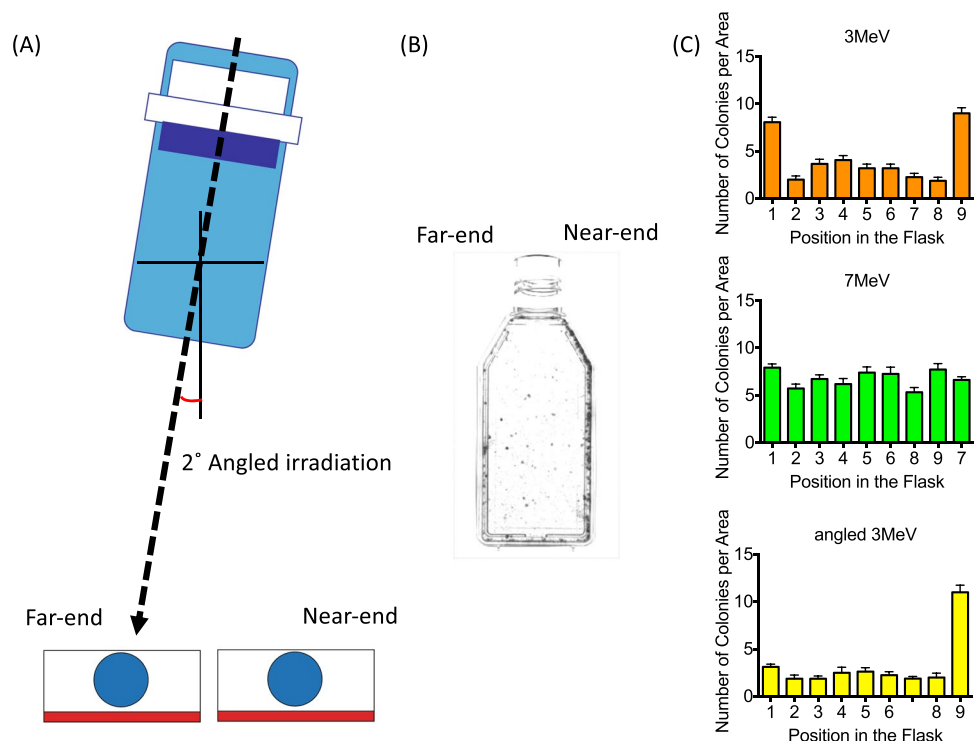 (A)
2˚ Angled irradiation
Far-end
Near-end
(B)
Far-end
Near-end
(C)
3MeV
Number of Colonies per Area
15
10
5
0
1 2 3 4 5 6 7 8 9
Position in the Flask
7MeV
Number of Colonies per Area
15
10
5
0
1 2 3 4 5 6 8 9 7
Position in the Flask
angled 3MeV
Number of Colonies per Area
15
10
5
0
1 2 3 4 5 6 7 8 9
Position in the Flask